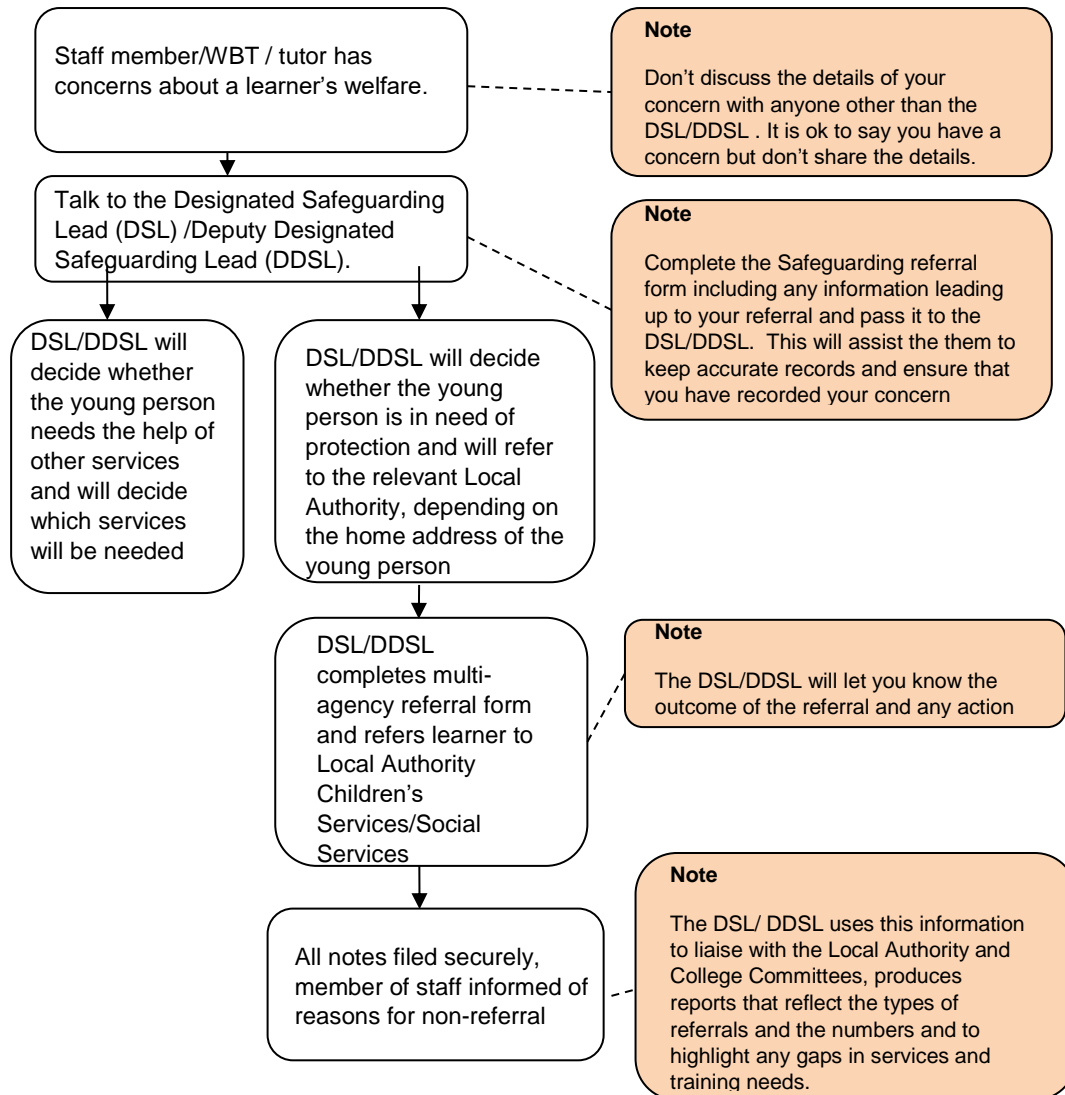 Staff member/WBT / tutor has
concerns about a learner's welfare.
Note
Don't discuss the details of your
concern with anyone other than the
DSL/DDSL . It is ok to say you have a
concern but don't share the details.
Talk to the Designated Safeguarding
Lead (DSL) /Deputy Designated
Safeguarding Lead (DDSL).
Note
Complete the Safeguarding referral
form including any information leading
up to your referral and pass it to the
DSL/DDSL.  This will assist the them to
keep accurate records and ensure that
you have recorded your concern
DSL/DDSL will
decide whether
the young person
needs the help of
other services
and will decide
which services
will be needed
DSL/DDSL will decide
whether the young
person is in need of
protection and will refer
to the relevant Local
Authority, depending on
the home address of the
young person
DSL/DDSL
completes multi-
agency referral form
and refers learner to
Local Authority
Children's
Services/Social
Services
Note
The DSL/DDSL will let you know the
outcome of the referral and any action
All notes filed securely,
member of staff informed of
reasons for non-referral
Note
The DSL/ DDSL uses this information
to liaise with the Local Authority and
College Committees, produces
reports that reflect the types of
referrals and the numbers and to
highlight any gaps in services and
training needs.